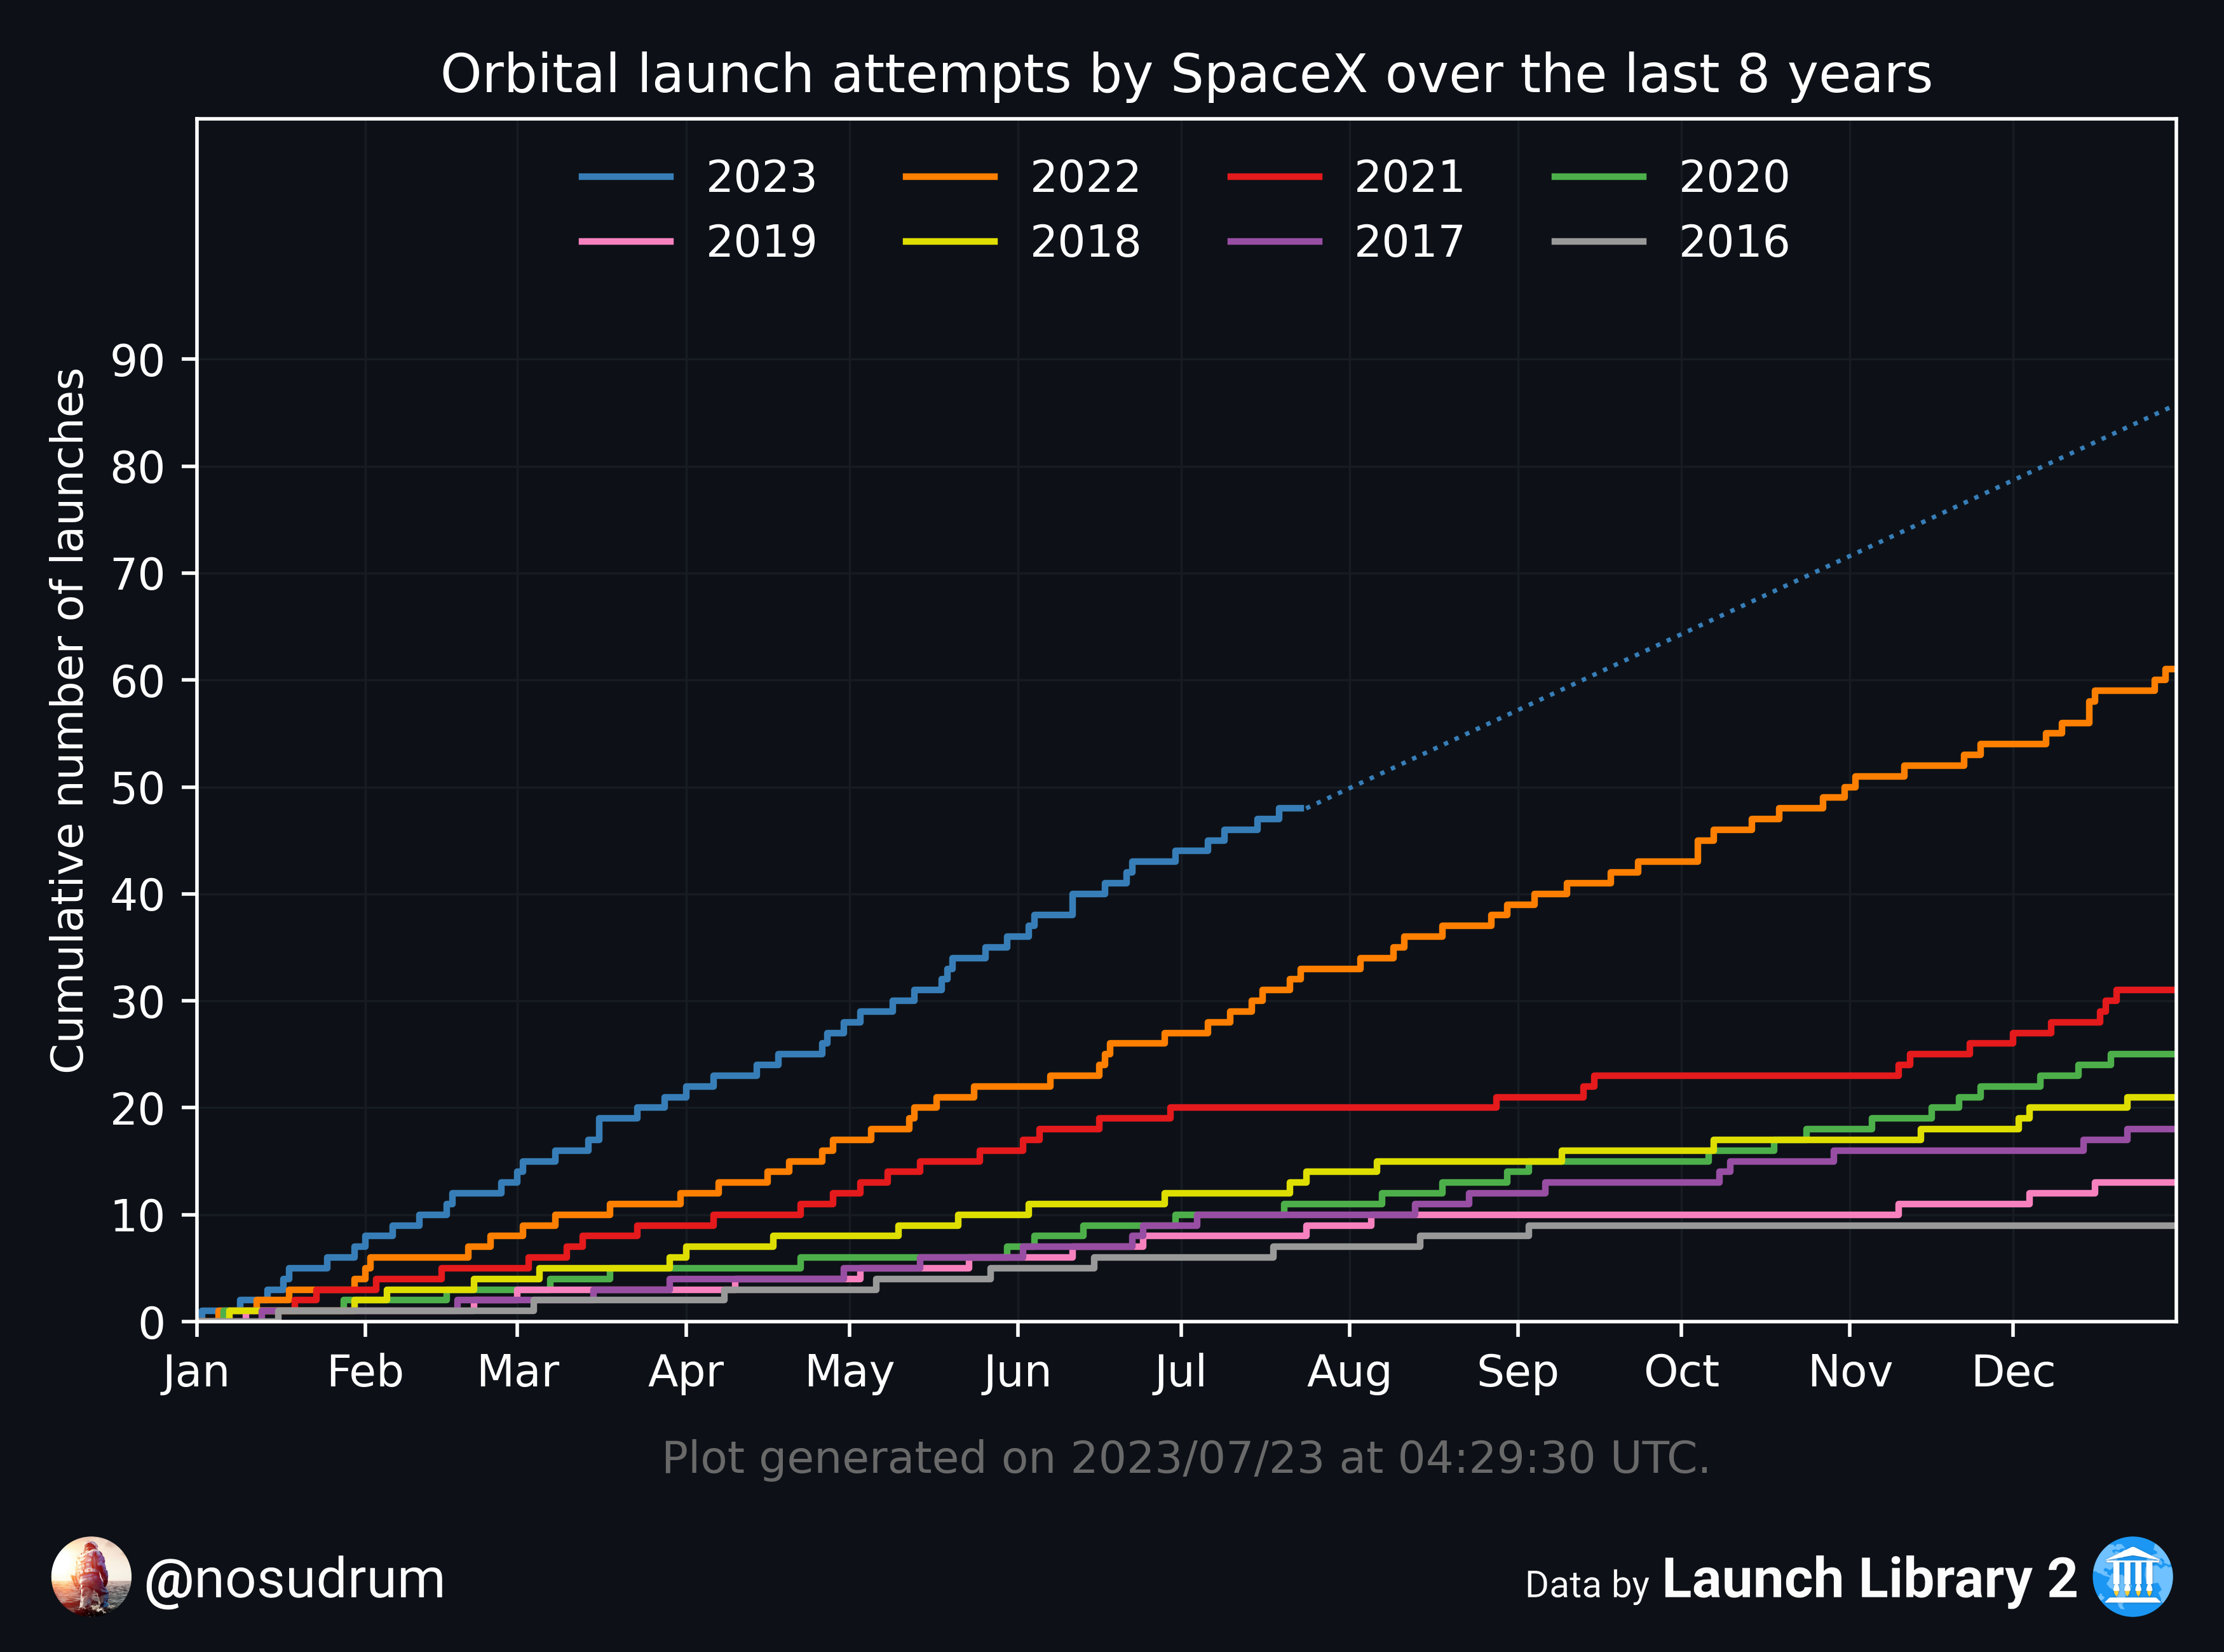 Orbital launch attempts by SpaceX over the last 8 years
2023 2022 2021 2020
2019 2018 2017 2016
Cumulative number of launches
90
80
70
60
50
40
30
20
10
0
Jan Feb Mar Apr May Jun Jul Aug Sep Oct Nov Dec
Plot generated on 2023/07/23 at 04:29:30 UTC.
@nosudrum
Data by Launch Library 2